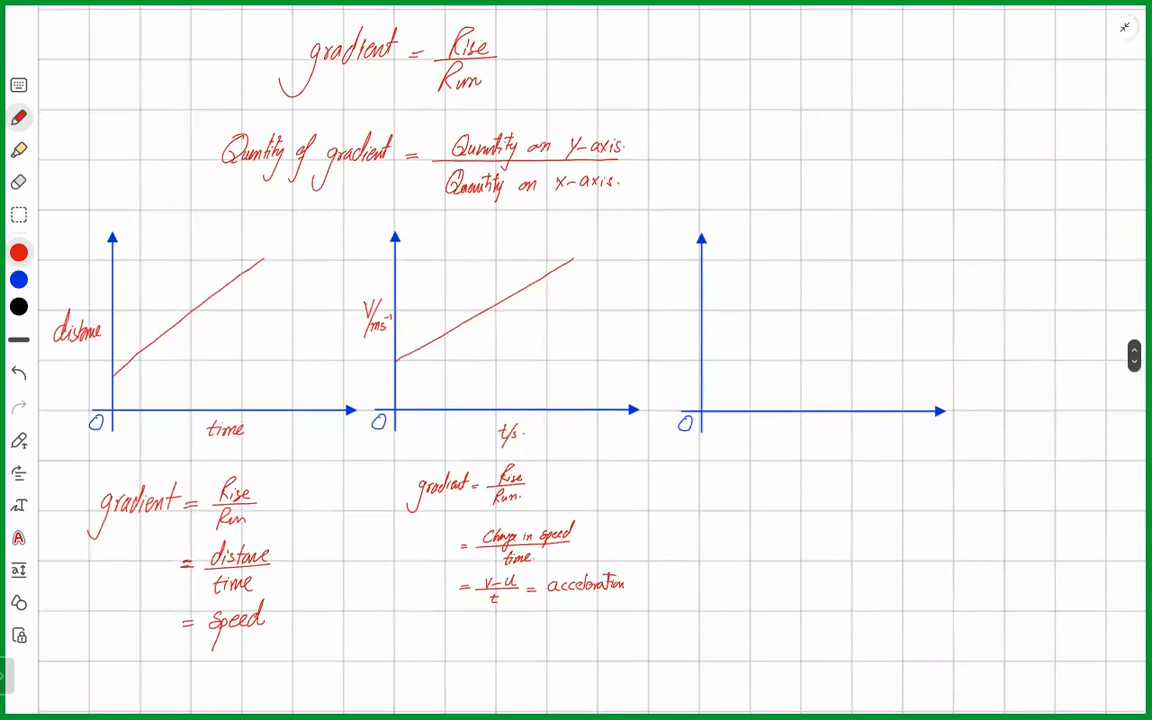 gradient = Rise/Run
Quantity of gradient = Quantity on y-axis./Quantity on x-axis.
distance
time
O
V/ms⁻¹
t/s.
O
O
gradient = Rise/Run
= distance/time
= Speed
gradient = Rise/Run.
= Change in speed/time.
= v-u/t = acceleration